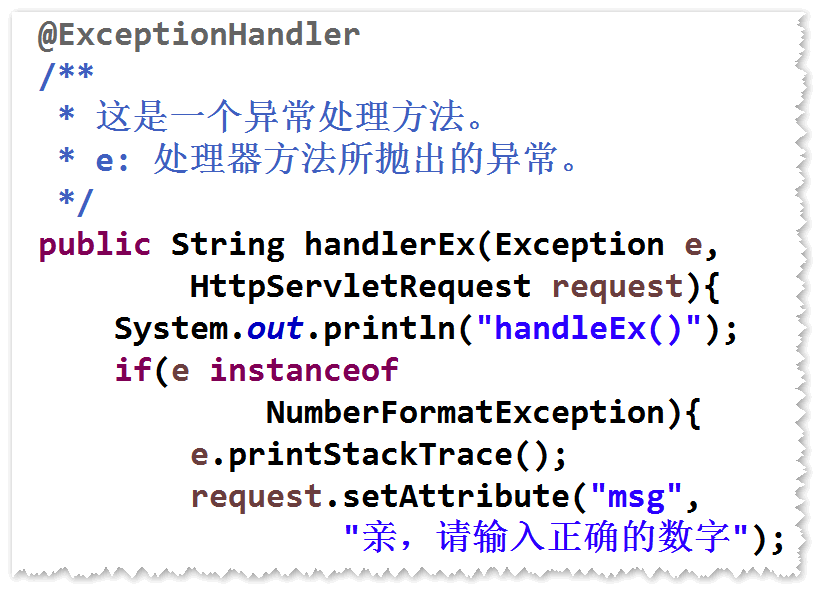 @ExceptionHandler
/**
 * 这是一个异常处理方法。
 * e: 处理器方法所抛出的异常。
 */
public String handlerEx(Exception e,
        HttpServletRequest request){
    System.out.println("handleEx()");
    if(e instanceof
            NumberFormatException){
        e.printStackTrace();
        request.setAttribute("msg",
                "亲，请输入正确的数字");